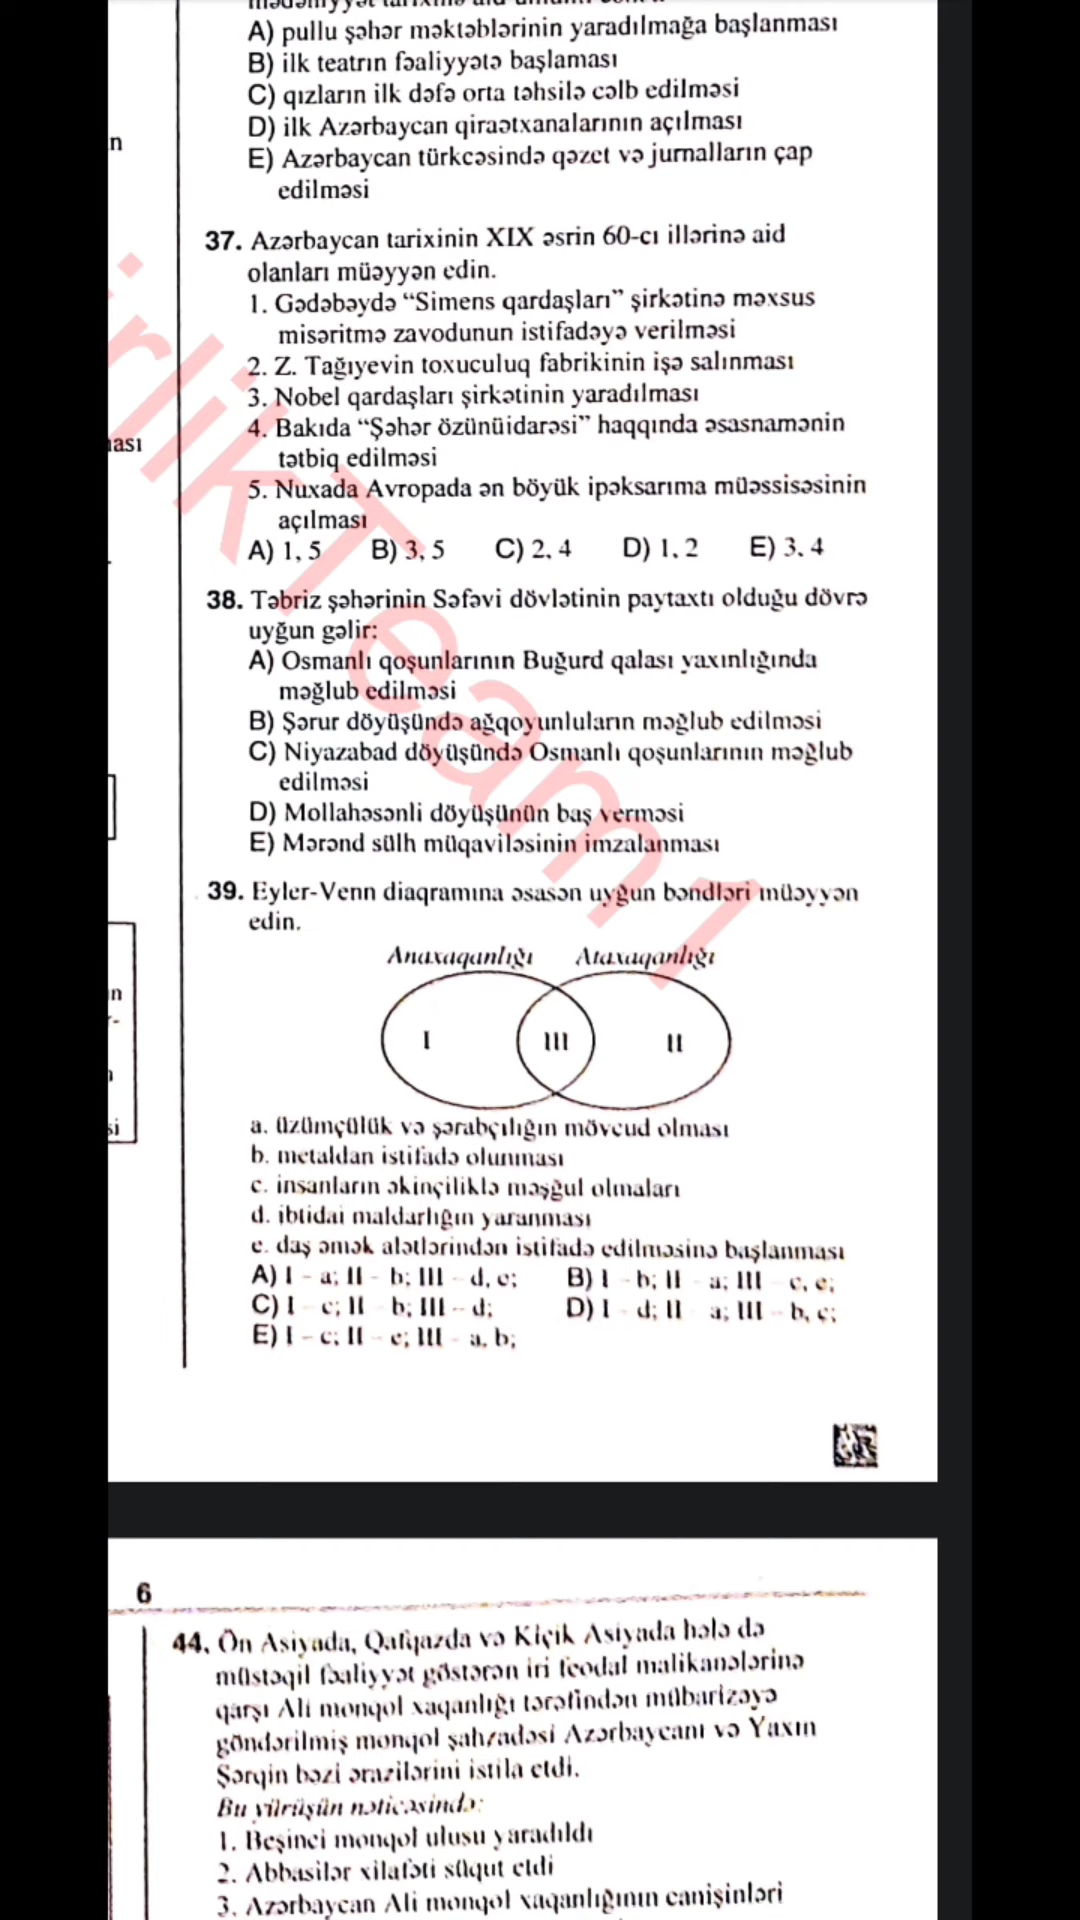 A) pullu şəhər məktəblərinin yaradılmağa başlanması
B) ilk teatrın fəaliyyətə başlaması
C) qızların ilk dəfə orta təhsilə cəlb edilməsi
D) ilk Azərbaycan qiraətxanalarının açılması
E) Azərbaycan türkcəsində qəzet və jurnalların çap
edilməsi
n
37. Azərbaycan tarixinin XIX əsrin 60-cı illərinə aid
olanları müəyyən edin.
1. Gədəbəydə “Simens qardaşları” şirkətinə məxsus
misəritmə zavodunun istifadəyə verilməsi
2. Z. Tağıyevin toxuculuq fabrikinin işə salınması
3. Nobel qardaşları şirkətinin yaradılması
4. Bakıda “Şəhər özünüidarəsi” haqqında əsasnamənin
tətbiq edilməsi
ası
5. Nuxada Avropada ən böyük ipəksarıma müəssisəsinin
açılması
A) 1, 5 B) 3, 5 C) 2, 4 D) 1, 2 E) 3, 4
38. Təbriz şəhərinin Səfəvi dövlətinin paytaxtı olduğu dövrə
uyğun gəlir:
A) Osmanlı qoşunlarının Buğurd qalası yaxınlığında
məğlub edilməsi
B) Şərur döyüşündə ağqoyunluların məğlub edilməsi
C) Niyazabad döyüşündə Osmanlı qoşunlarının məğlub
edilməsi
D) Mollahəsənli döyüşünün baş verməsi
E) Mərənd sülh müqaviləsinin imzalanması
39. Eyler-Venn diaqramına əsasən uyğun bəndləri müəyyən
edin.
Anaxaqanlığı Ataxaqanlığı
I III II
n
si
a. üzümçülük və şərabçılığın mövcud olması
b. metaldan istifadə olunması
c. insanların əkinçiliklə məşğul olmaları
d. ibtidai maldarlığın yaranması
e. daş əmək alətlərindən istifadə edilməsinə başlanması
A) I – a; II – b; III – d, c;
B) I – b; II – a; III – c, e;
C) I – c; II – b; III – d;
D) I – d; II – a; III – b, c;
E) I – c; II – e; III – a, b;
rlikTeam1
6
44. Ön Asiyada, Qafqazda və Kiçik Asiyada hələ də
müstəqil fəaliyyət göstərən iri feodal malikanələrinə
qarşı Ali monqol xaqanlığı tərəfindən mübarizəyə
göndərilmiş monqol şahzadəsi Azərbaycanı və Yaxın
Şərqin bəzi ərazilərini istila etdi.
Bu yürüşün nəticəsində:
1. Beşinci monqol ulusu yaradıldı
2. Abbasilər xilafəti süqut etdi
3. Azərbaycan Ali monqol xaqanlığının canişinləri